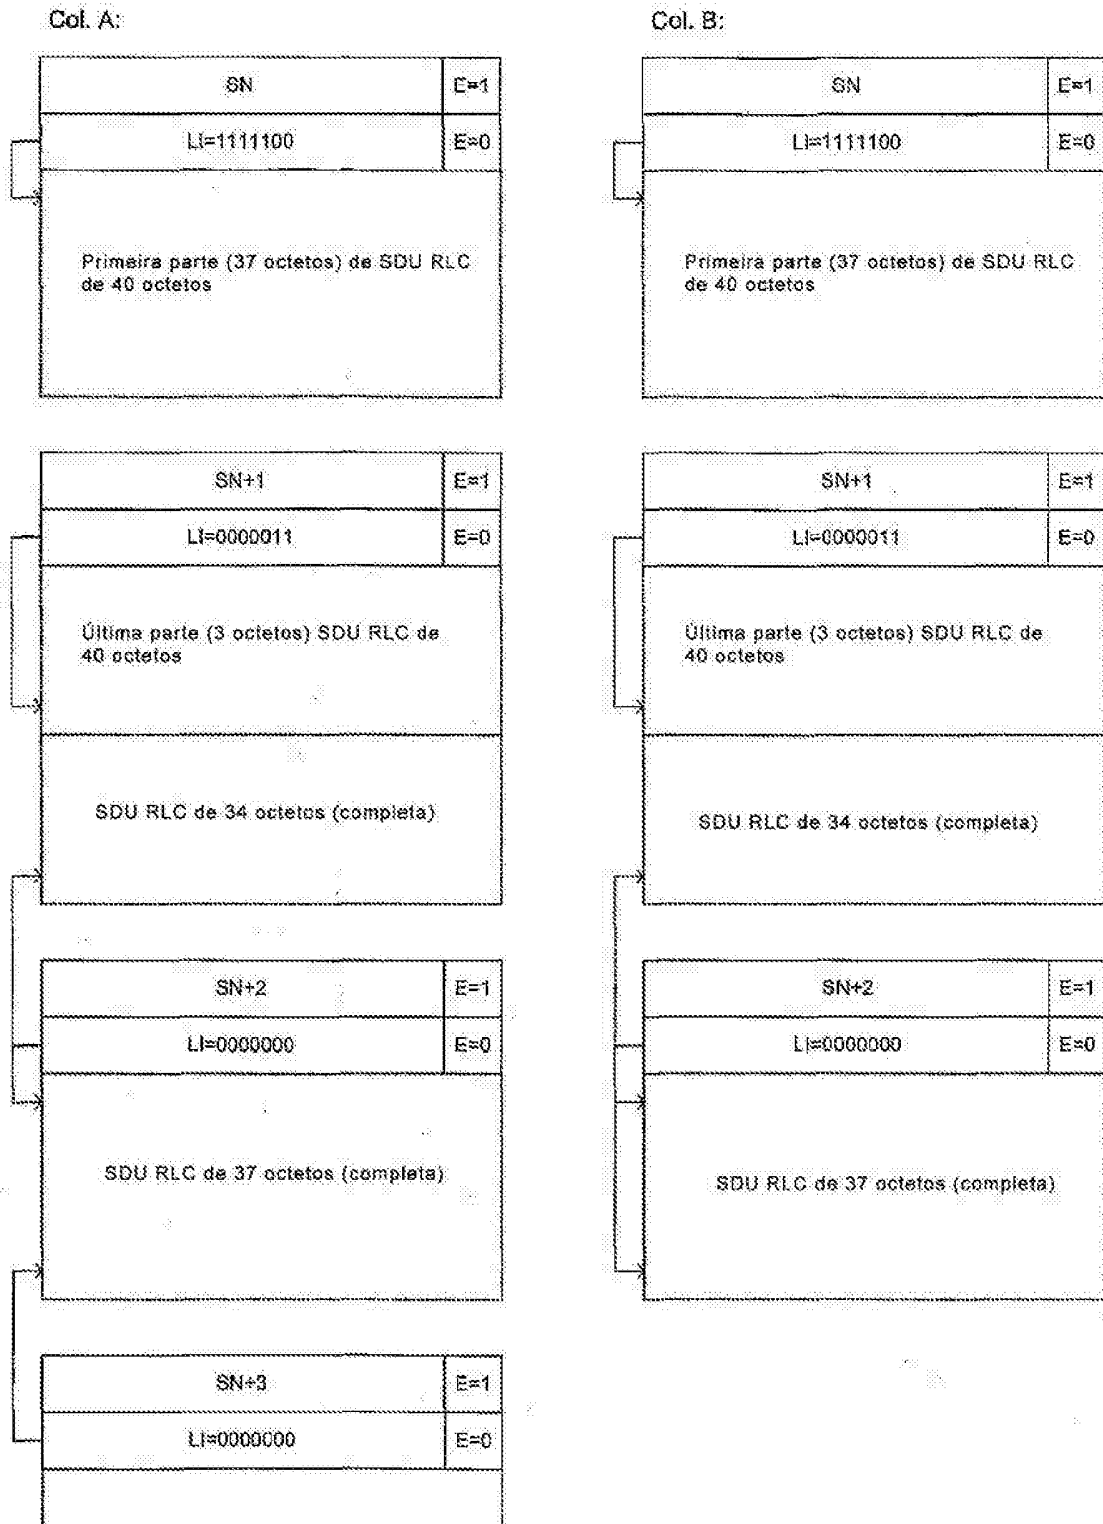 Col. A:
SN E=1
LI=1111100 E=0
Primeira parte (37 octetos) de SDU RLC
de 40 octetos
SN+1 E=1
LI=0000011 E=0
Última parte (3 octetos) SDU RLC de
40 octetos
SDU RLC de 34 octetos (completa)
SN+2 E=1
LI=0000000 E=0
SDU RLC de 37 octetos (completa)
SN+3 E=1
LI=0000000 E=0
Col. B:
SN E=1
LI=1111100 E=0
Primeira parte (37 octetos) de SDU RLC
de 40 octetos
SN+1 E=1
LI=0000011 E=0
Última parte (3 octetos) SDU RLC de
40 octetos
SDU RLC de 34 octetos (completa)
SN+2 E=1
LI=0000000 E=0
SDU RLC de 37 octetos (completa)